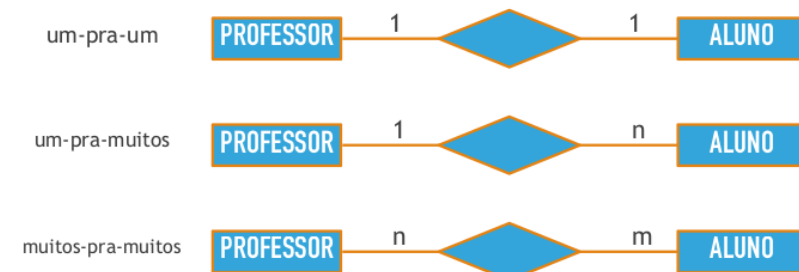 um-pra-um PROFESSOR 1 1 ALUNO
um-pra-muitos PROFESSOR 1 n ALUNO
muitos-pra-muitos PROFESSOR n m ALUNO